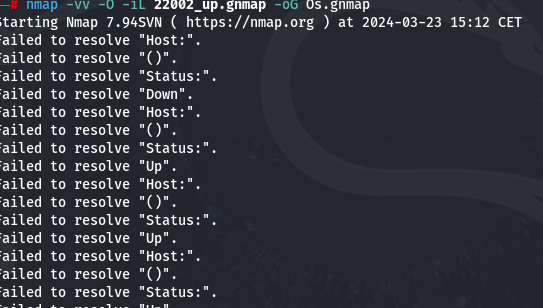 # nmap -vv -O -iL 22002_up.gnmap -oG Os.gnmap
Starting Nmap 7.94SVN ( https://nmap.org ) at 2024-03-23 15:12 CET
Failed to resolve "Host:".
Failed to resolve "()".
Failed to resolve "Status:".
Failed to resolve "Down".
Failed to resolve "Host:".
Failed to resolve "()".
Failed to resolve "Status:".
Failed to resolve "Up".
Failed to resolve "Host:".
Failed to resolve "()".
Failed to resolve "Status:".
Failed to resolve "Up".
Failed to resolve "Host:".
Failed to resolve "()".
Failed to resolve "Status:".
Failed to resolve "Up".